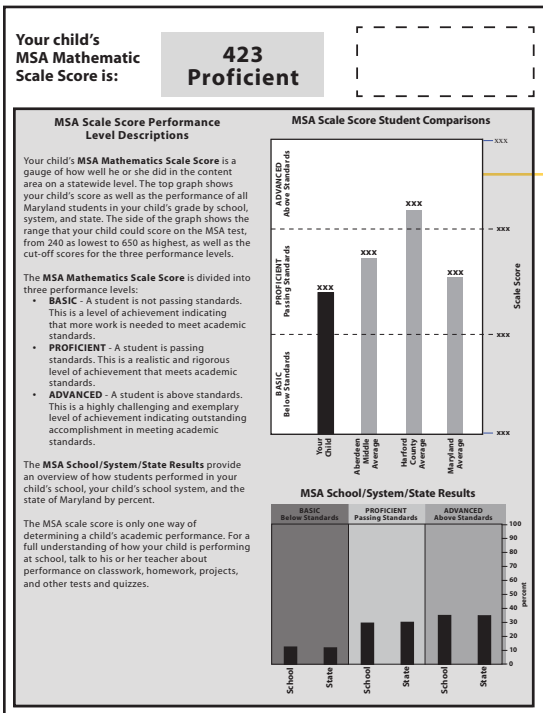 Your child's
MSA Mathematic
Scale Score is:
423
Proficient
MSA Scale Score Performance
Level Descriptions
Your child's MSA Mathematics Scale Score is a
gauge of how well he or she did in the content
area on a statewide level. The top graph shows
your child's score as well as the performance of all
Maryland students in your child's grade by school,
system, and state. The side of the graph shows the
range that your child could score on the MSA test,
from 240 as lowest to 650 as highest, as well as the
cut-off scores for the three performance levels.
The MSA Mathematics Scale Score is divided into
three performance levels:
• BASIC - A student is not passing standards.
This is a level of achievement indicating
that more work is needed to meet academic
standards.
• PROFICIENT - A student is passing
standards. This is a realistic and rigorous
level of achievement that meets academic
standards.
• ADVANCED - A student is above standards.
This is a highly challenging and exemplary
level of achievement indicating outstanding
accomplishment in meeting academic
standards.
The MSA School/System/State Results provide
an overview of how students performed in your
child's school, your child's school system, and the
state of Maryland by percent.
The MSA scale score is only one way of
determining a child's academic performance. For a
full understanding of how your child is performing
at school, talk to his or her teacher about
performance on classwork, homework, projects,
and other tests and quizzes.
MSA Scale Score Student Comparisons
ADVANCED
Above Standards
PROFICIENT
Passing Standards
BASIC
Below Standards
xxx
xxx
xxx
xxx
xxx
xxx
xxx
xxx
Scale Score
Your
Child
Aberdeen
Middle
Average
Harford
County
Average
Maryland
Average
MSA School/System/State Results
BASIC
Below Standards
PROFICIENT
Passing Standards
ADVANCED
Above Standards
100
90
80
70
60
50
40
30
20
10
0
percent
School
State
School
State
School
State